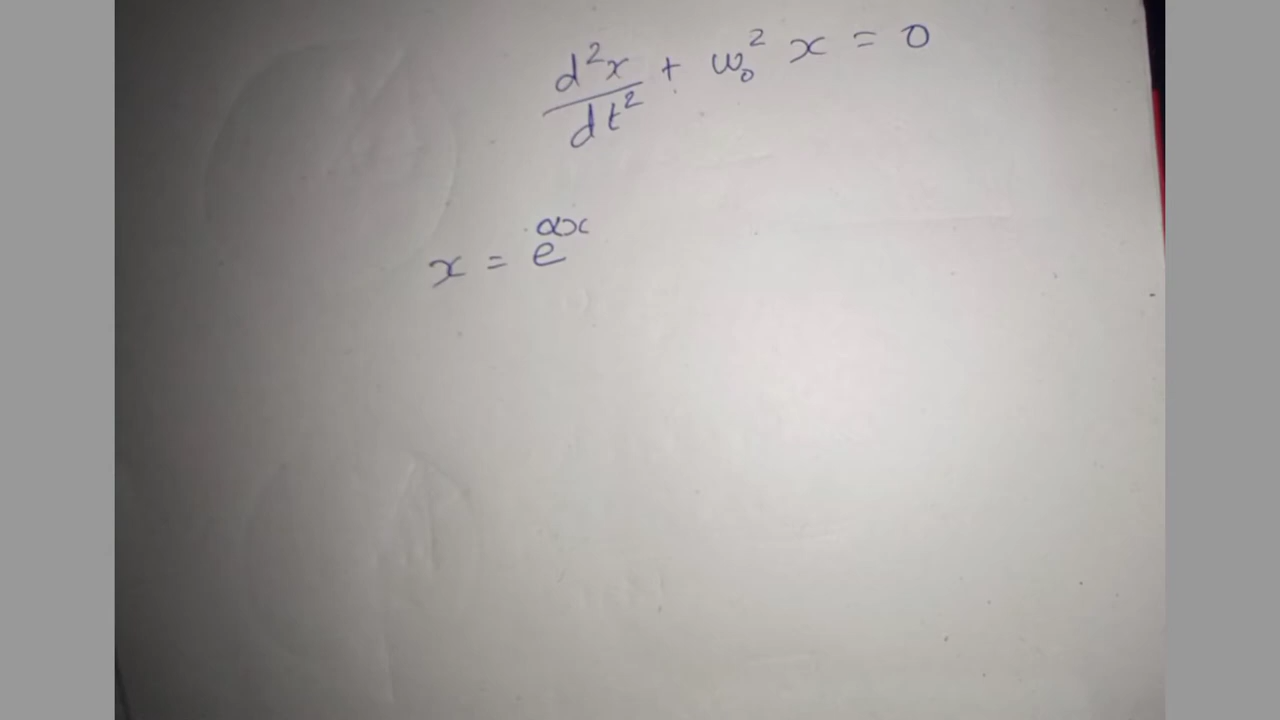 d²x/dt² + ω₀² x = 0
x = e^αx